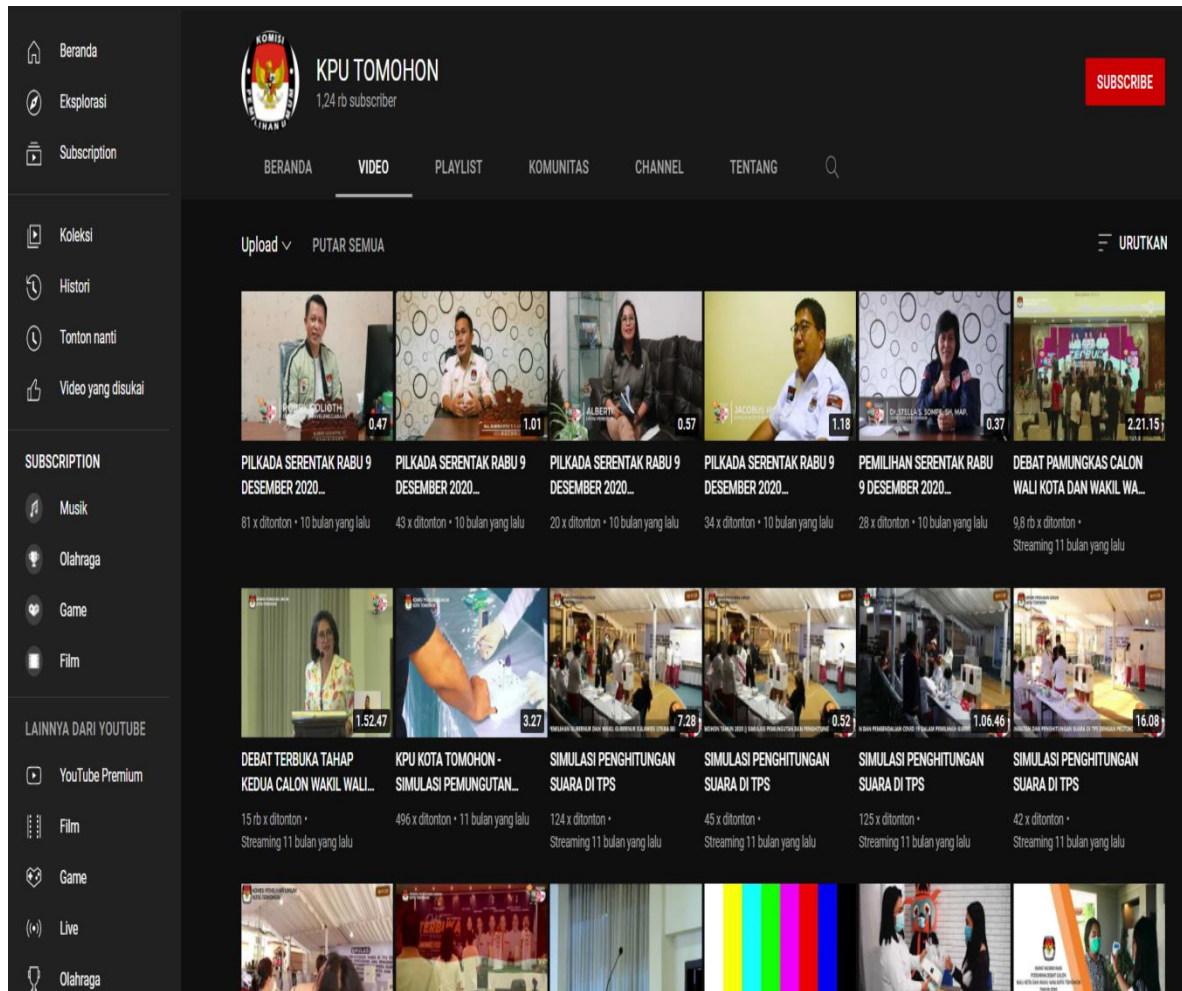 Beranda
Eksplorasi
Subscription
Koleksi
Histori
Tonton nanti
Video yang disukai
SUBSCRIPTION
Musik
Olahraga
Game
Film
LAINNYA DARI YOUTUBE
YouTube Premium
Film
Game
Live
Olahraga
KOMISI
PEMILIHAN UMUM
KPU TOMOHON
1,24 rb subscriber
SUBSCRIBE
BERANDA VIDEO PLAYLIST KOMUNITAS CHANNEL TENTANG
Upload PUTAR SEMUA
URUTKAN
0.47
1.01
ALBERT
0.57
JACOBUS
1.18
Dr. STELLA S. SOMPE, SH, MAP.
0.37
2.21.15
PILKADA SERENTAK RABU 9
DESEMBER 2020...
81 x ditonton • 10 bulan yang lalu
PILKADA SERENTAK RABU 9
DESEMBER 2020...
43 x ditonton • 10 bulan yang lalu
PILKADA SERENTAK RABU 9
DESEMBER 2020...
20 x ditonton • 10 bulan yang lalu
PILKADA SERENTAK RABU 9
DESEMBER 2020...
34 x ditonton • 10 bulan yang lalu
PEMILIHAN SERENTAK RABU
9 DESEMBER 2020...
28 x ditonton • 10 bulan yang lalu
DEBAT PAMUNGKAS CALON
WALI KOTA DAN WAKIL WA...
9,8 rb x ditonton •
Streaming 11 bulan yang lalu
1.52.47
3.27
7.28
0.52
1.06.46
16.08
DEBAT TERBUKA TAHAP
KEDUA CALON WAKIL WALI...
15 rb x ditonton •
Streaming 11 bulan yang lalu
KPU KOTA TOMOHON -
SIMULASI PEMUNGUTAN...
496 x ditonton • 11 bulan yang lalu
SIMULASI PENGHITUNGAN
SUARA DI TPS
124 x ditonton •
Streaming 11 bulan yang lalu
SIMULASI PENGHITUNGAN
SUARA DI TPS
45 x ditonton •
Streaming 11 bulan yang lalu
SIMULASI PENGHITUNGAN
SUARA DI TPS
125 x ditonton •
Streaming 11 bulan yang lalu
SIMULASI PENGHITUNGAN
SUARA DI TPS
42 x ditonton •
Streaming 11 bulan yang lalu
TERBUKA